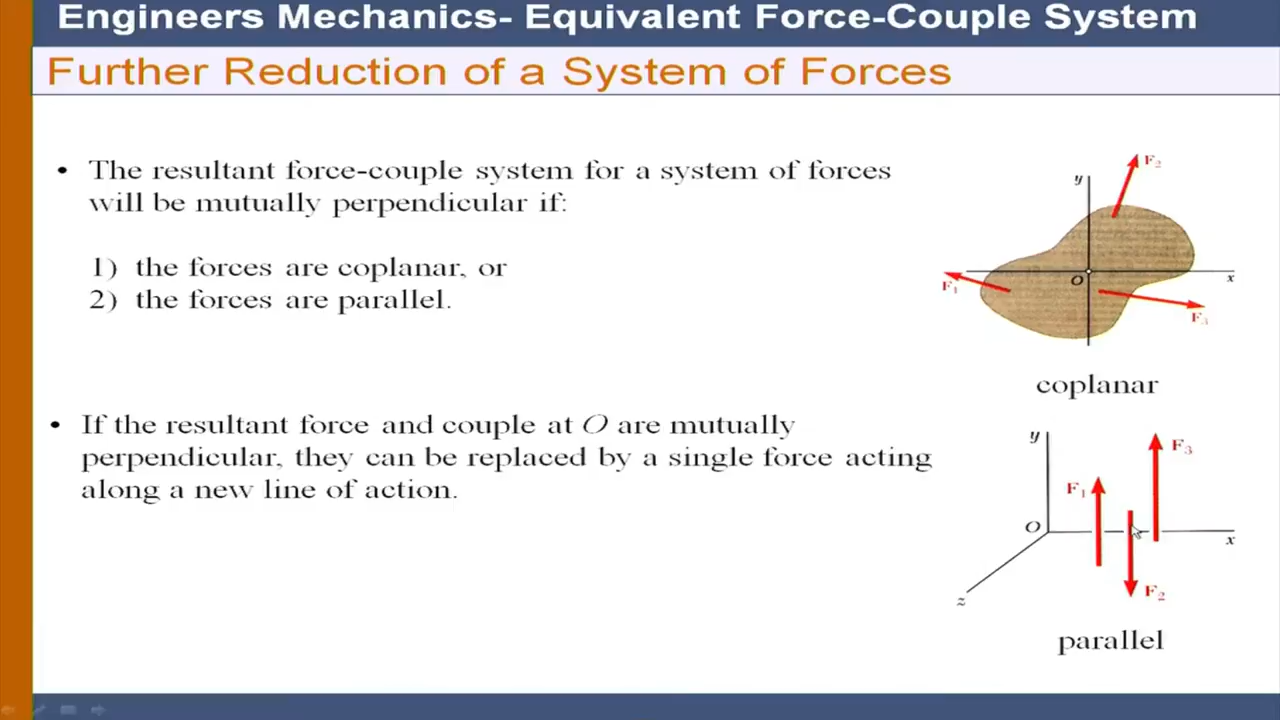 Engineers Mechanics- Equivalent Force-Couple System
Further Reduction of a System of Forces
• The resultant force-couple system for a system of forces
will be mutually perpendicular if:
1) the forces are coplanar, or
2) the forces are parallel.
• If the resultant force and couple at O are mutually
perpendicular, they can be replaced by a single force acting
along a new line of action.
y
F₂
F₁
O
x
F₃
coplanar
y
F₃
F₁
O
x
F₂
z
parallel